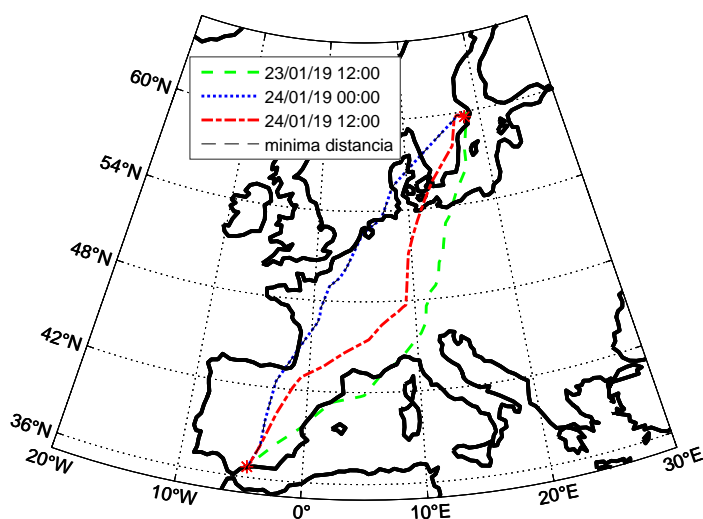 60°N
54°N
48°N
42°N
36°N
20°W
10°W
0°
10°E
20°E
30°E
23/01/19 12:00
24/01/19 00:00
24/01/19 12:00
minima distancia